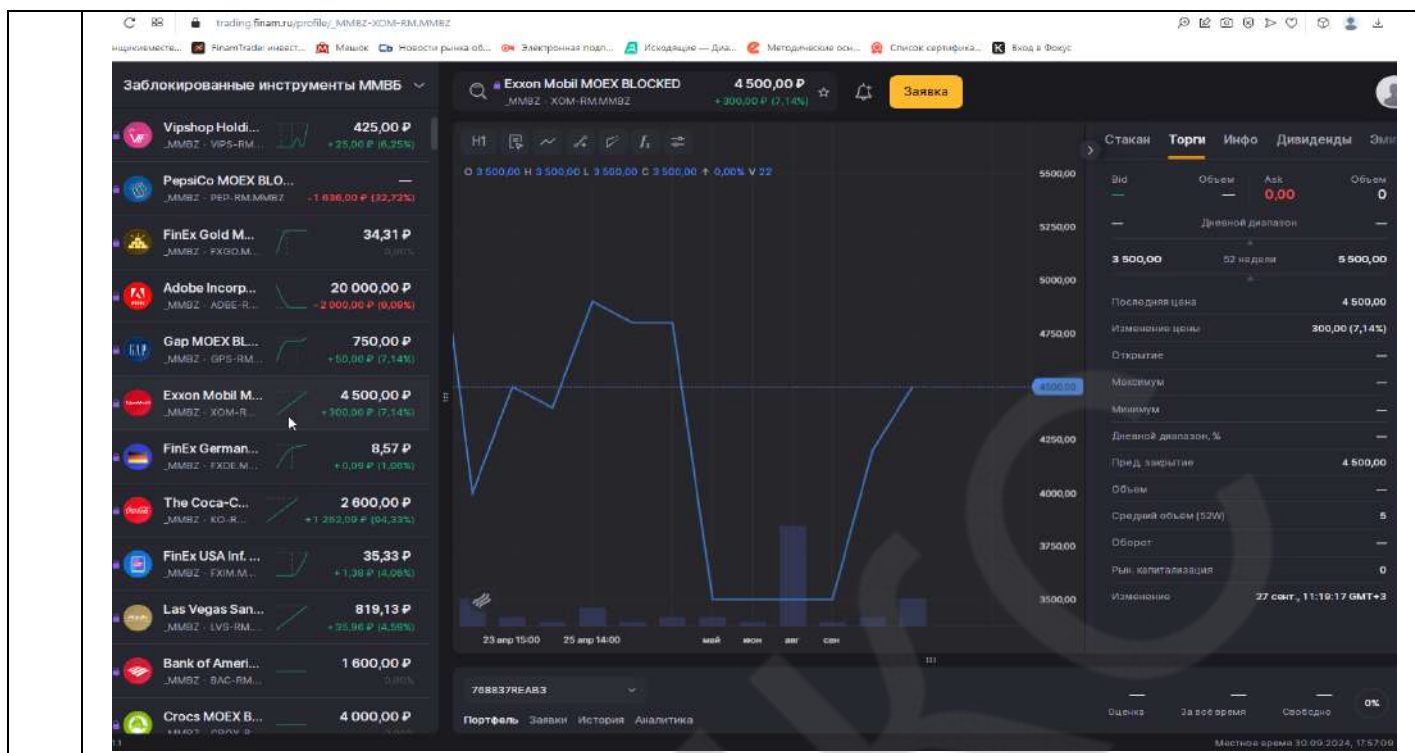 trading.finam.ru/profile/_MMBZ-XOM-RM.MMBZ
нщикивместе... FinamTrade: инвест... Мешок Новости рынка об... Электронная подп... Исходящие — Диа... Методические осн... Список сертифика... Вход в Фокус
Заблокированные инструменты ММВБ
Exxon Mobil MOEX BLOCKED 4 500,00 ₽
_MMBZ · XOM-RM.MMBZ +300,00 ₽ (7,14%)
Заявка
Vipshop Holdi... 425,00 ₽
_MMBZ · VIPS-RM... +25,00 ₽ (6,25%)
PepsiCo MOEX BLO... —
_MMBZ · PEP-RM.MMBZ -1 636,00 ₽ (32,72%)
FinEx Gold M... 34,31 ₽
_MMBZ · FXGD.M... 0,00%
Adobe Incorp... 20 000,00 ₽
_MMBZ · ADBE-R... -2 000,00 ₽ (9,09%)
Gap MOEX BL... 750,00 ₽
_MMBZ · GPS-RM... +50,00 ₽ (7,14%)
Exxon Mobil M... 4 500,00 ₽
_MMBZ · XOM-R... +300,00 ₽ (7,14%)
FinEx German... 8,57 ₽
_MMBZ · FXDE.M... +0,09 ₽ (1,06%)
The Coca-C... 2 600,00 ₽
_MMBZ · KO-R... +1 262,09 ₽ (94,33%)
FinEx USA Inf. ... 35,33 ₽
_MMBZ · FXIM.M... +1,38 ₽ (4,06%)
Las Vegas San... 819,13 ₽
_MMBZ · LVS-RM.... +35,96 ₽ (4,59%)
Bank of Ameri... 1 600,00 ₽
_MMBZ · BAC-RM... 0,00%
Crocs MOEX B... 4 000,00 ₽
H1
O 3 500,00 H 3 500,00 L 3 500,00 C 3 500,00 ↑ 0,00% V 22
5500,00
5250,00
5000,00
4750,00
4500,00
4250,00
4000,00
3750,00
3500,00
23 апр 15:00 25 апр 14:00 май июн авг сен
Стакан Торги Инфо Дивиденды Эми
Bid Объем Ask Объем
— — 0,00 0
— Дневной диапазон —
3 500,00 52 недели 5 500,00
Последняя цена 4 500,00
Изменение цены 300,00 (7,14%)
Открытие —
Максимум —
Минимум —
Дневной диапазон, % —
Пред. закрытие 4 500,00
Объем —
Средний объем (52W) 5
Оборот —
Рын. капитализация 0
Изменение 27 сент., 11:19:17 GMT+3
768837REAB3
Портфель Заявки История Аналитика
— — — 0%
Оценка За всё время Свободно
Местное время 30.09.2024, 17:57:09